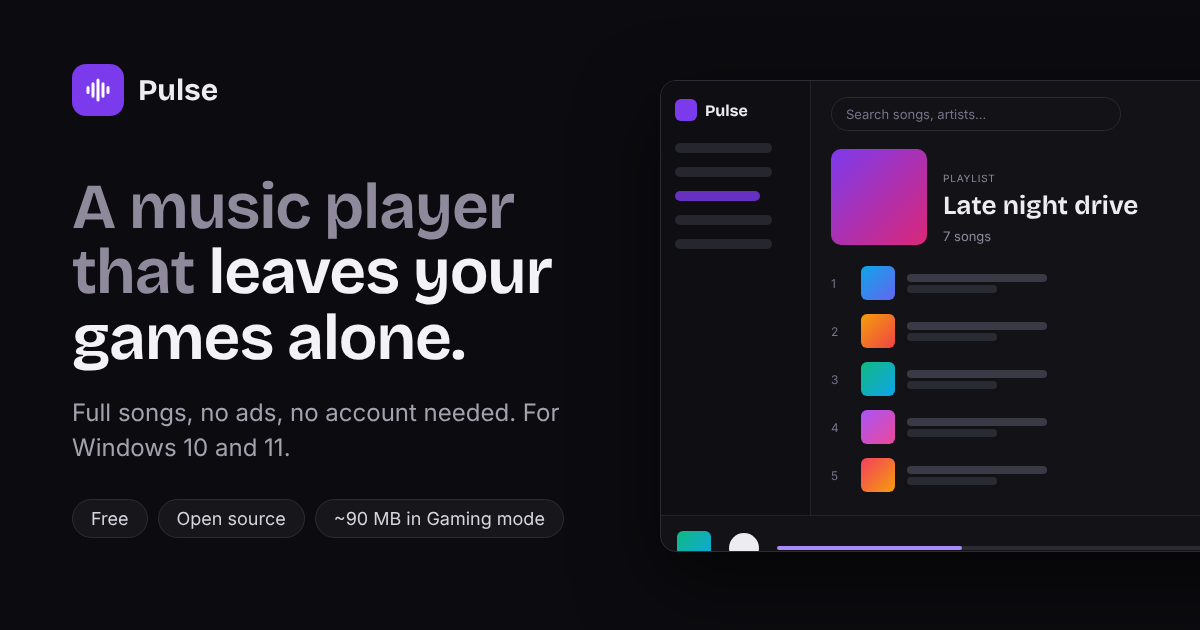 Pulse
A music player
that leaves your
games alone.
Full songs, no ads, no account needed. For
Windows 10 and 11.
Free
Open source
~90 MB in Gaming mode
Pulse
Search songs, artists...
PLAYLIST
Late night drive
7 songs
1
2
3
4
5